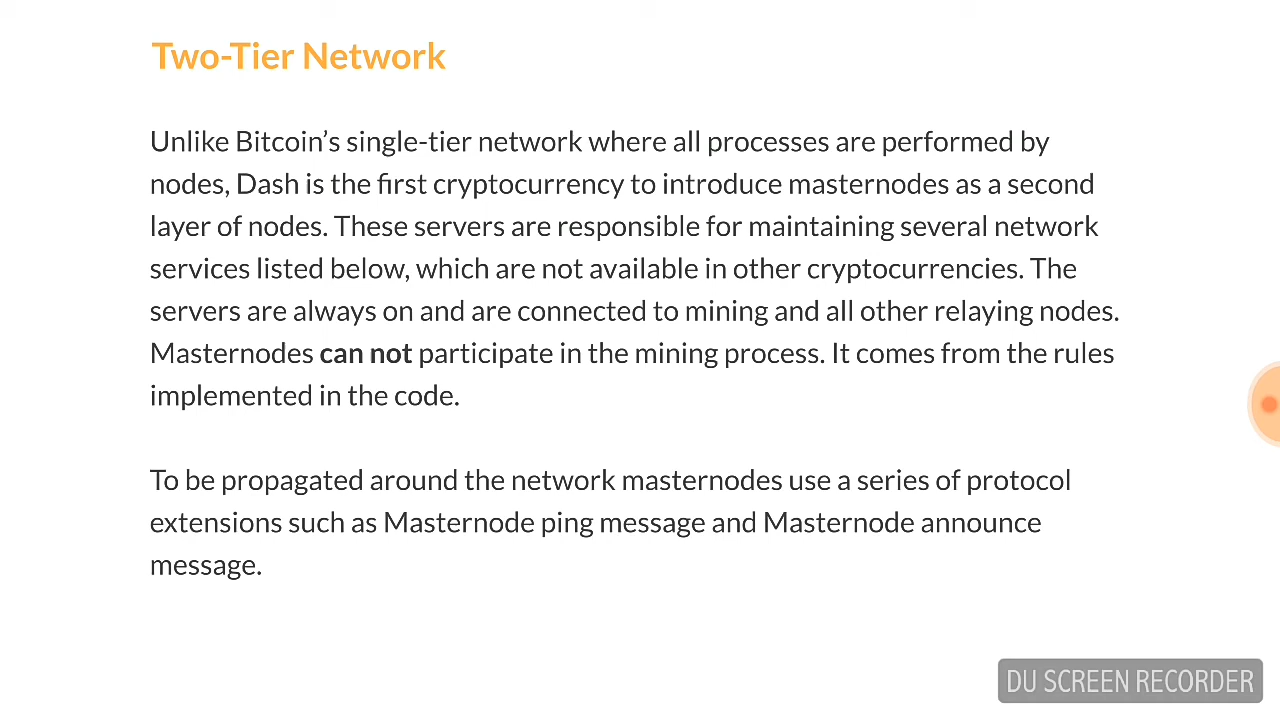 Two-Tier Network
Unlike Bitcoin’s single-tier network where all processes are performed by
nodes, Dash is the first cryptocurrency to introduce masternodes as a second
layer of nodes. These servers are responsible for maintaining several network
services listed below, which are not available in other cryptocurrencies. The
servers are always on and are connected to mining and all other relaying nodes.
Masternodes can not participate in the mining process. It comes from the rules
implemented in the code.
To be propagated around the network masternodes use a series of protocol
extensions such as Masternode ping message and Masternode announce
message.
DU SCREEN RECORDER